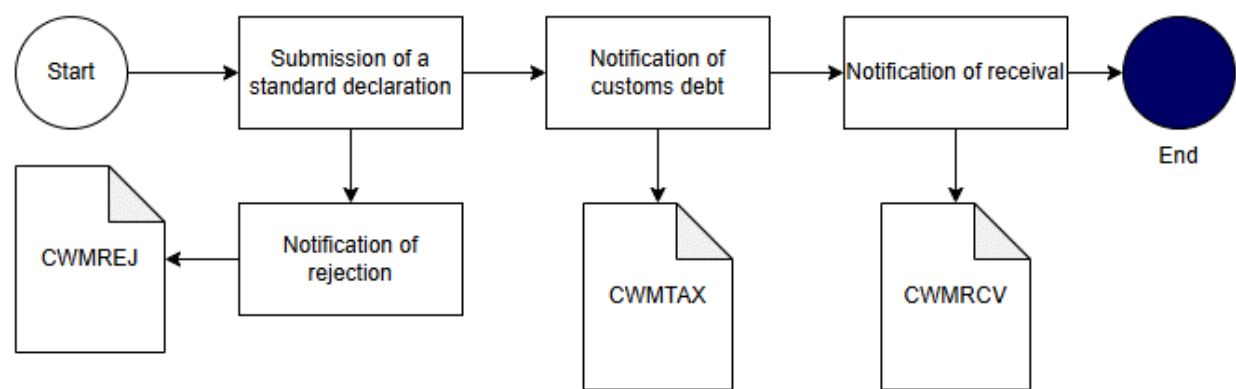 Start
Submission of a
standard declaration
Notification of
customs debt
Notification of receival
End
CWMREJ
Notification of
rejection
CWMTAX
CWMRCV